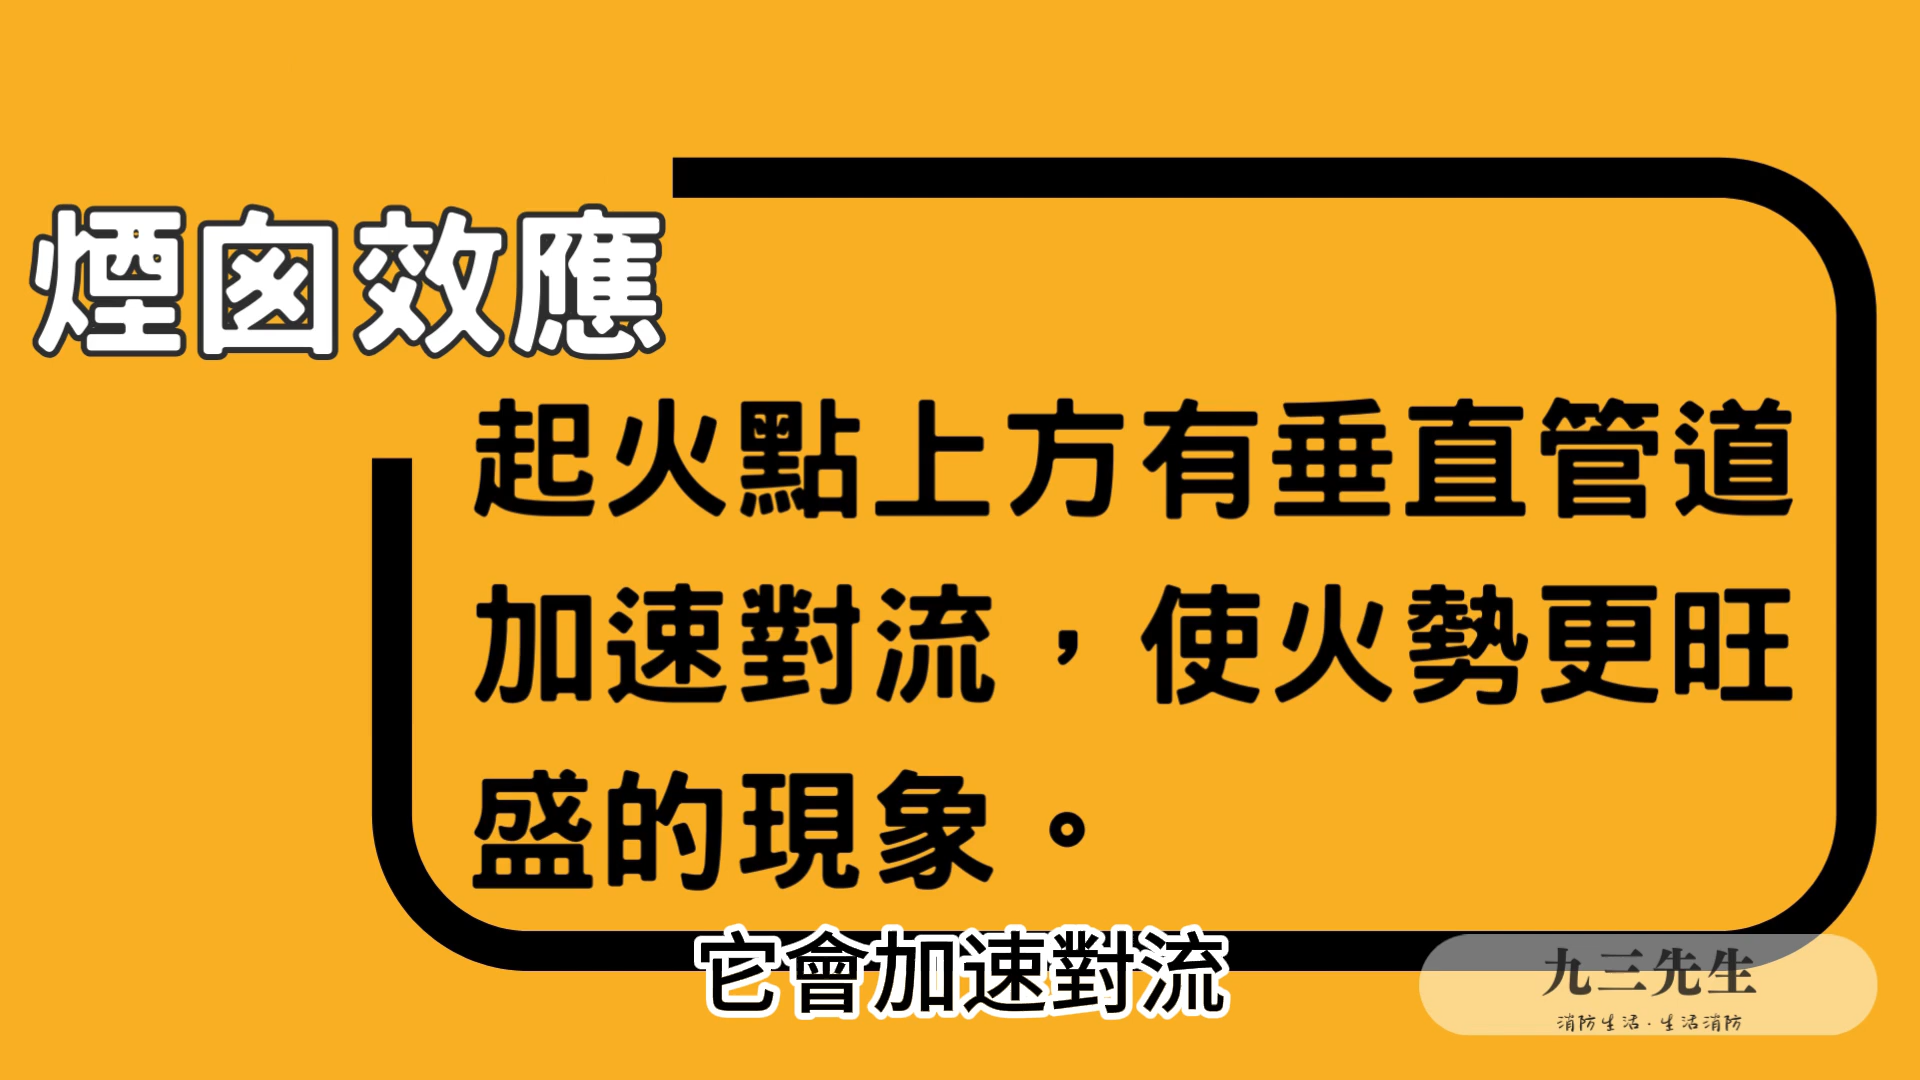 煙囪效應
起火點上方有垂直管道
加速對流，使火勢更旺
盛的現象。
它會加速對流
九三先生
消防生活·生活消防